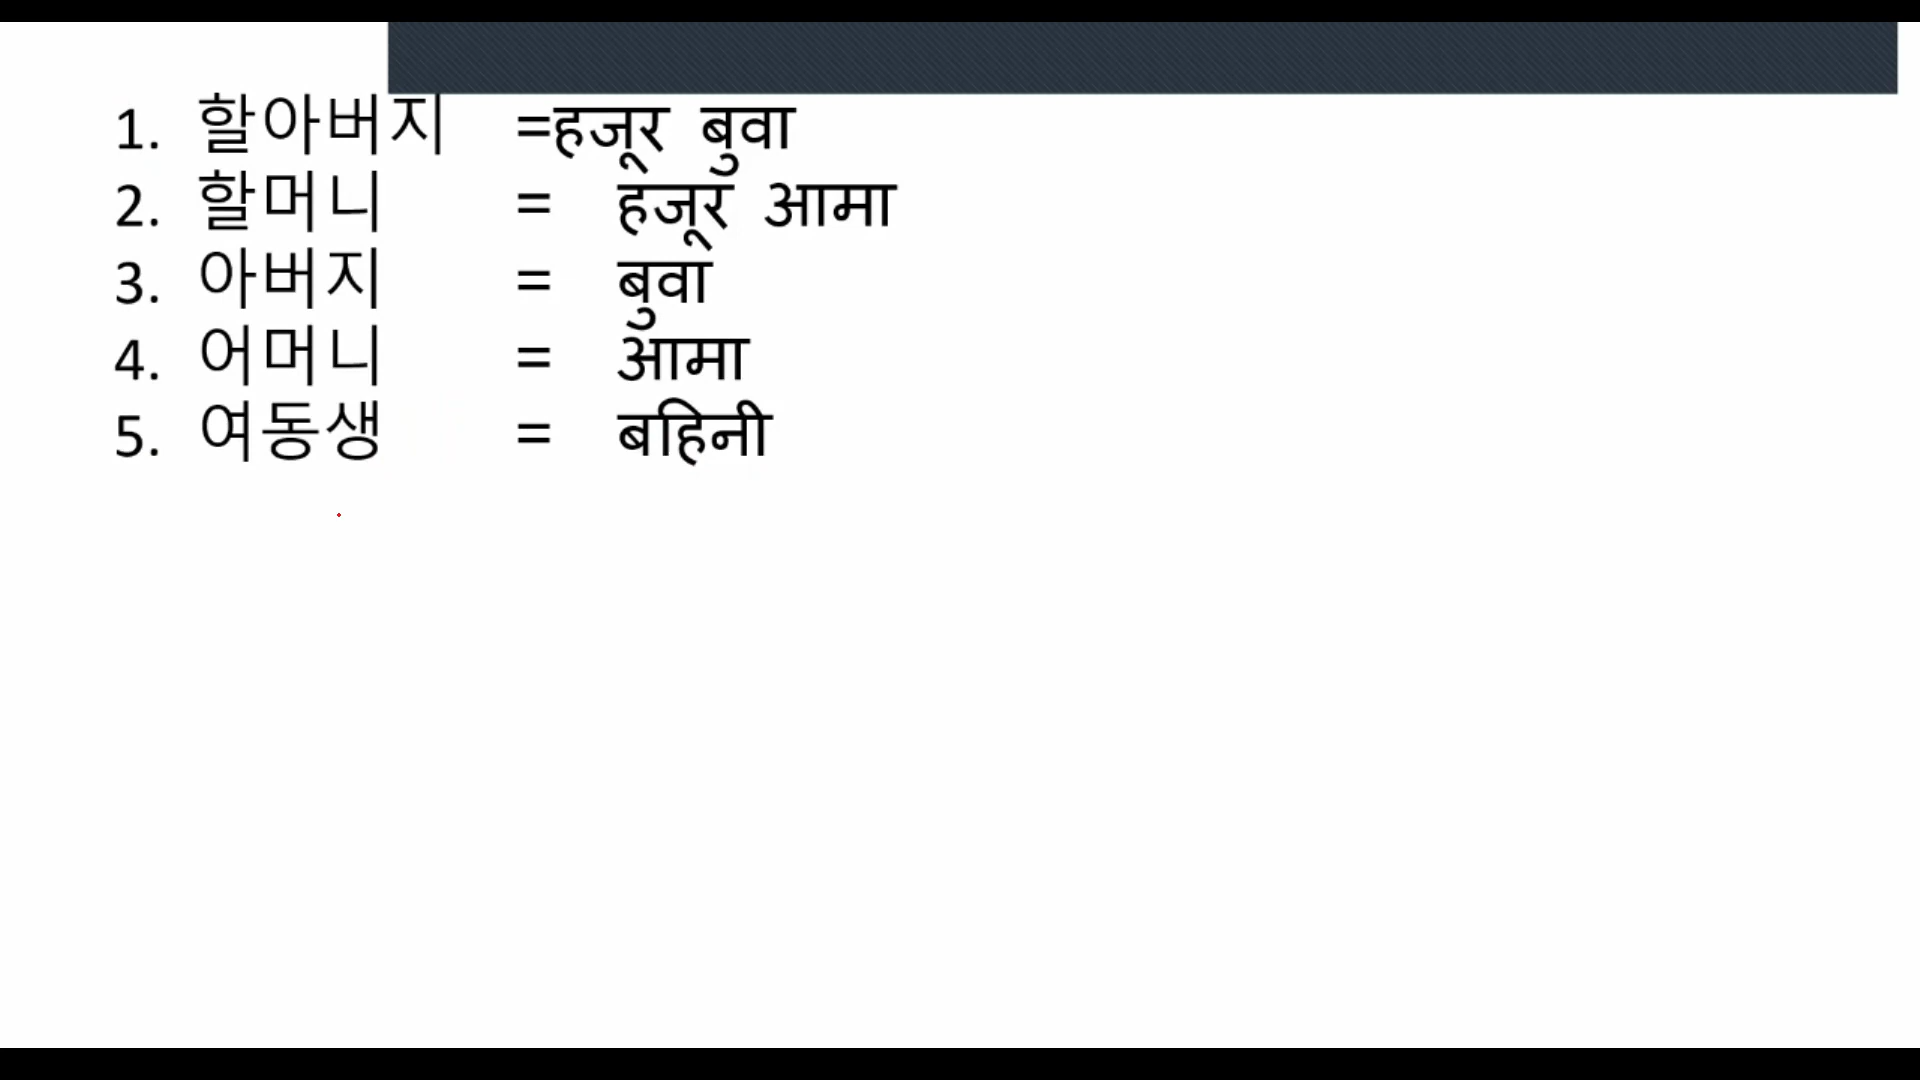 1. 할아버지 =हजूर बुवा
2. 할머니 = हजूर आमा
3. 아버지 = बुवा
4. 어머니 = आमा
5. 여동생 = बहिनी